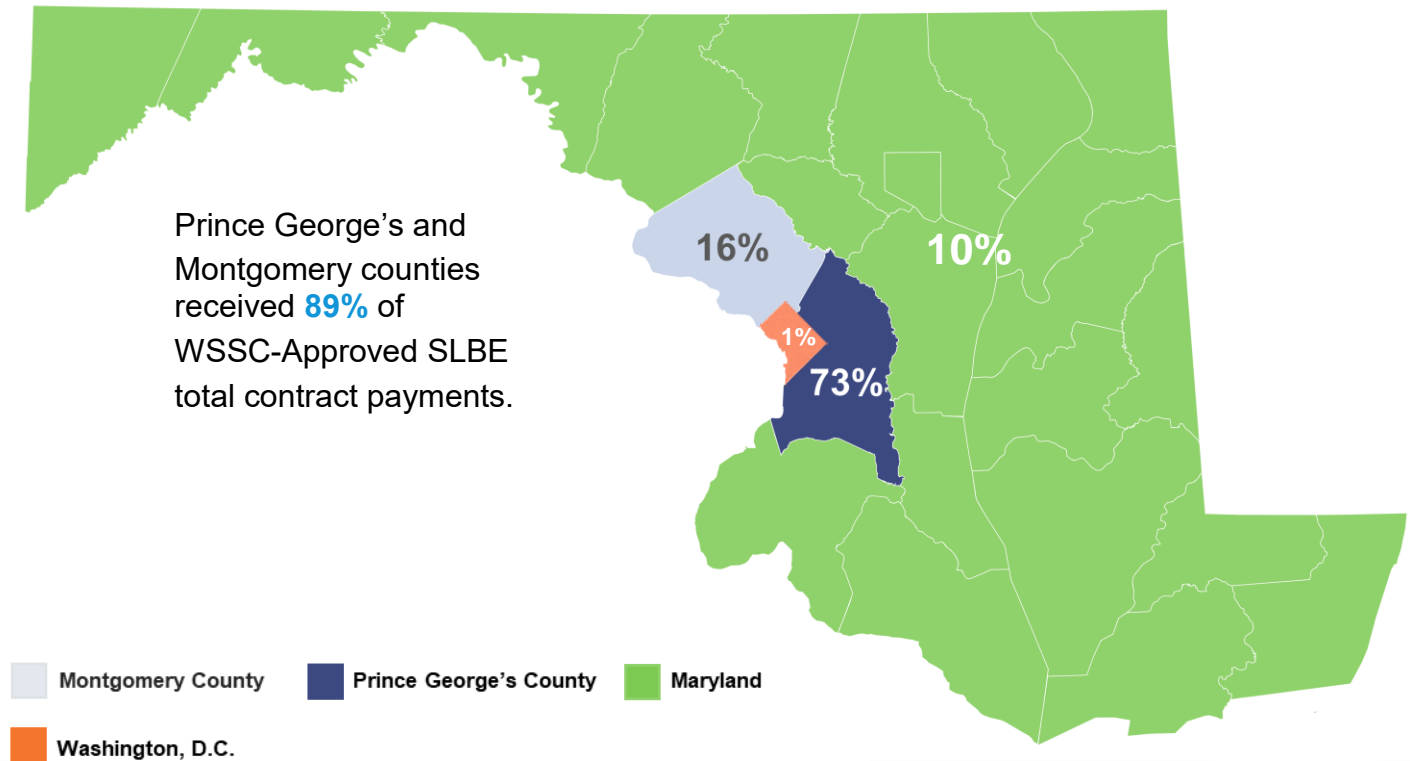 Prince George’s and
Montgomery counties
received 89% of
WSSC-Approved SLBE
total contract payments.
16%
10%
1%
73%
Montgomery County
Prince George’s County
Maryland
Washington, D.C.